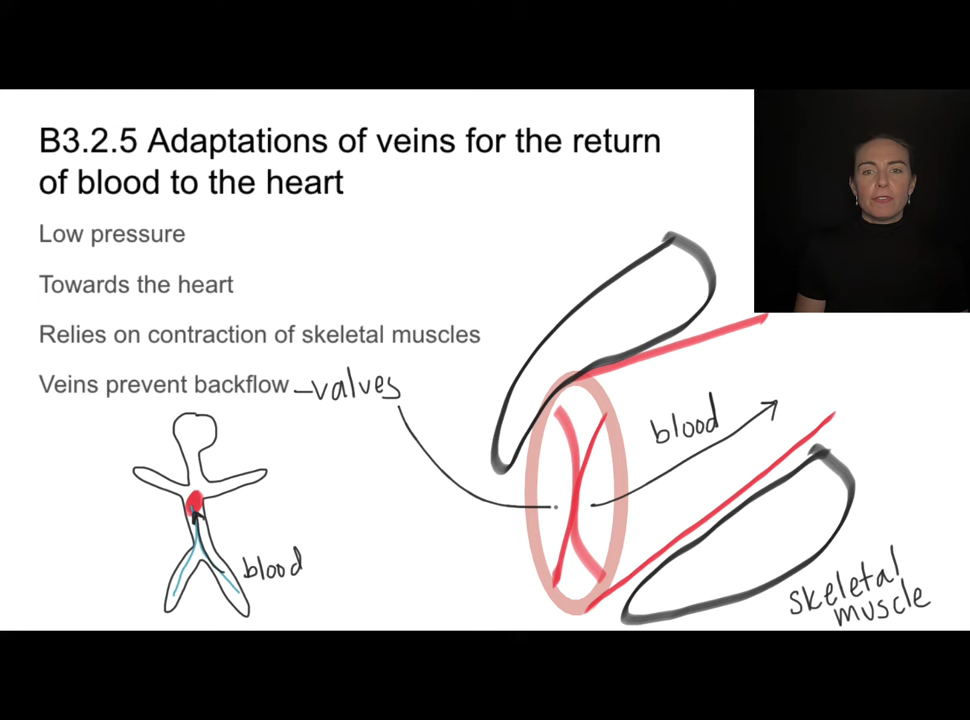 B3.2.5 Adaptations of veins for the return
of blood to the heart
Low pressure
Towards the heart
Relies on contraction of skeletal muscles
Veins prevent backflow - valves
blood
blood
skeletal
muscle